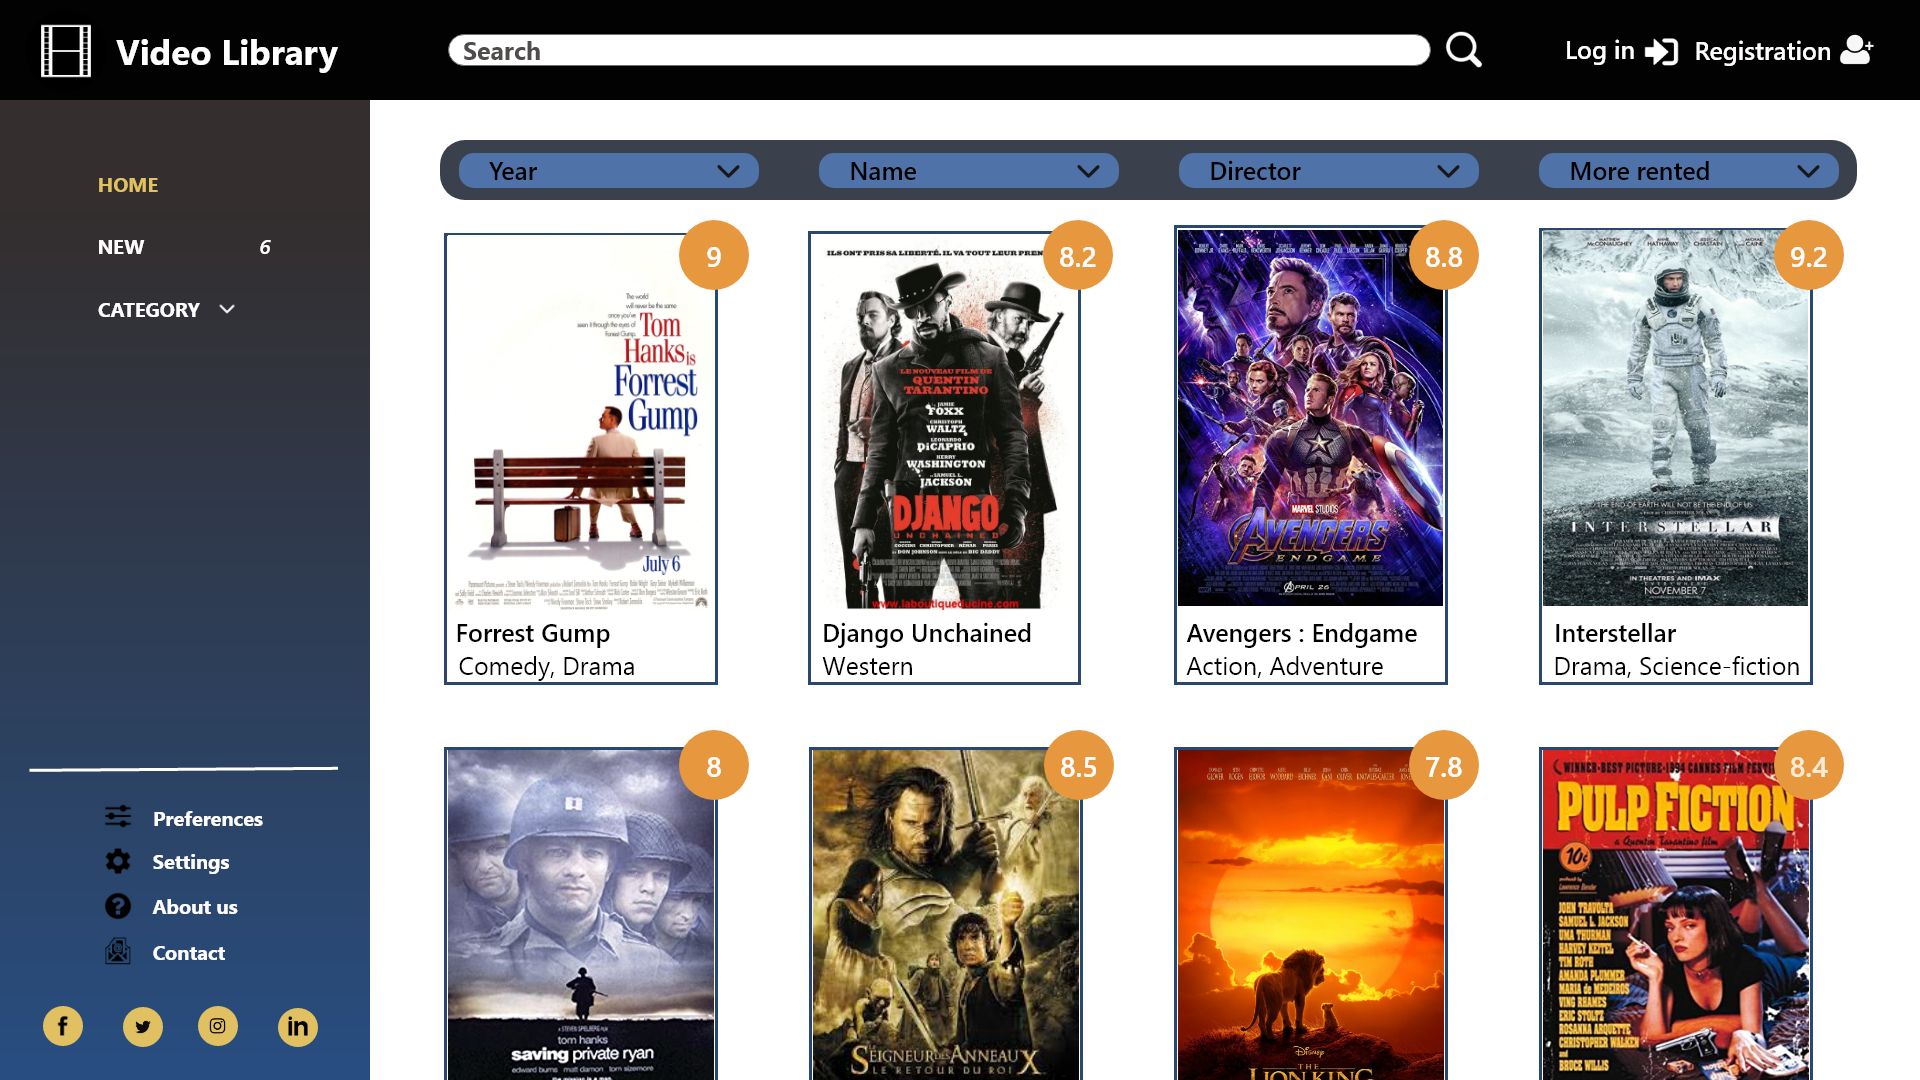 Video Library
Search
Log in
Registration
HOME
NEW 6
CATEGORY
Preferences
Settings
About us
Contact
Year
Name
Director
More rented
9
The world
will never be the same
once you've
seen it through the eyes of
Forrest Gump.
Tom
Hanks is
Forrest
Gump
July 6
Forrest Gump
Comedy, Drama
8.2
ILS ONT PRIS SA LIBERTÉ. IL VA TOUT LEUR
LE NOUVEAU FILM DE
QUENTIN
TARANTINO
JAMIE
FOXX
CHRISTOPH
WALTZ
LEONARDO
DiCAPRIO
KERRY
WASHINGTON
SAMUEL L.
JACKSON
DJANGO
UNCHAINED
www.laboutiqueducine.com
Django Unchained
Western
8.8
MARVEL STUDIOS
AVENGERS
ENDGAME
APRIL 26
Avengers : Endgame
Action, Adventure
9.2
MATTHEW
McCONAUGHEY
ANNE
HATHAWAY
JESSICA
CHASTAIN
MICHAEL
CAINE
THE END OF EARTH WILL NOT BE THE END OF US
INTERSTELLAR
IN THEATRES AND IMAX
NOVEMBER 7
Interstellar
Drama, Science-fiction
8
A STEVEN SPIELBERG FILM
tom hanks
saving private ryan
edward burns matt damon tom sizemore
the mission is a man.
8.5
LE
SEIGNEUR DES ANNEAUX
LE RETOUR DU ROI
7.8
Disney
THE
LION KING
8.4
WINNER-BEST PICTURE-1994 CANNES FILM
PULP FICTION
a Quentin Tarantino film
10¢
produced by
Lawrence Bender
JOHN TRAVOLTA
SAMUEL L. JACKSON
UMA THURMAN
HARVEY KEITEL
TIM ROTH
AMANDA PLUMMER
MARIA de MEDEIROS
VING RHAMES
ERIC STOLTZ
ROSANNA ARQUETTE
CHRISTOPHER WALKEN
and
BRUCE WILLIS